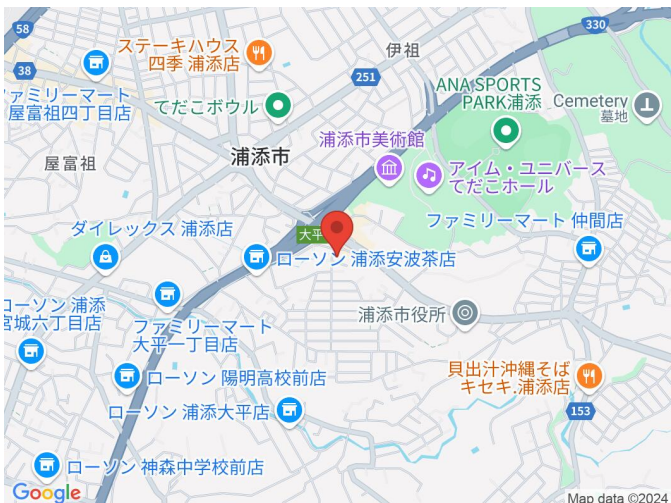 58
330
ステーキハウス
四季 浦添店
伊祖
38
251
ANA SPORTS
PARK浦添
ファミリーマート
屋富祖四丁目店
てだこボウル
Cemetery
墓地
浦添市美術館
浦添市
屋富祖
アイム・ユニバース
てだこホール
ダイレックス 浦添店
ファミリーマート 仲間店
大平
ローソン 浦添安波茶店
ローソン 浦添
宮城六丁目店
ファミリーマート
大平一丁目店
浦添市役所
ローソン 陽明高校前店
貝出汁沖縄そば
キセキ.浦添店
ローソン 浦添大平店
153
ローソン 神森中学校前店
Google
Map data ©2024